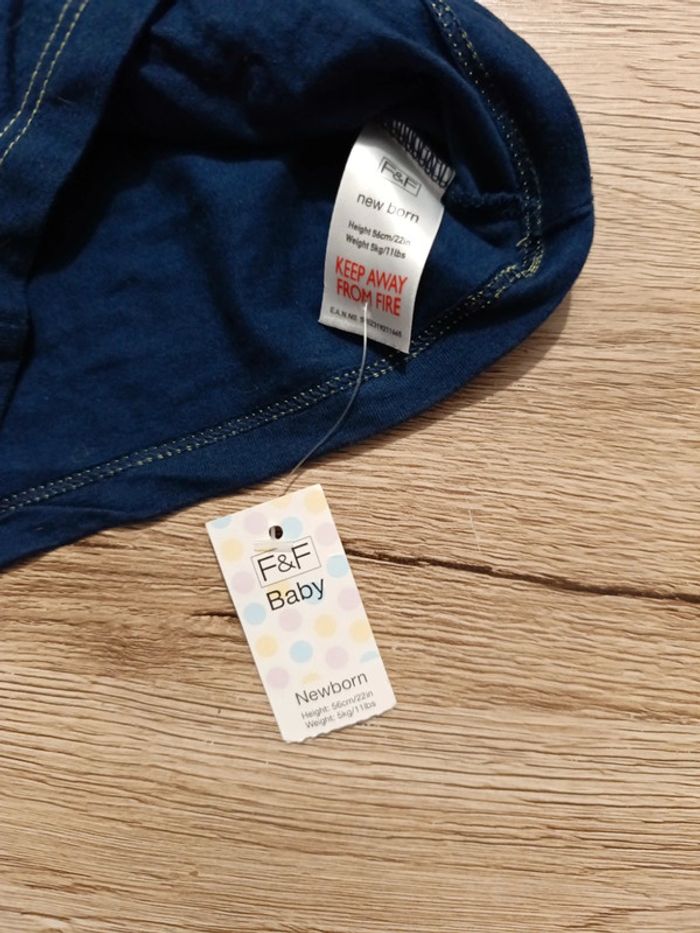 F&F
new born
Height 56cm/22in
Weight 5kg/11lbs
KEEP AWAY
FROM FIRE
E.A.N. NO.
F&F
Baby
Newborn
Height: 56cm/22in
Weight: 5kg/11lbs